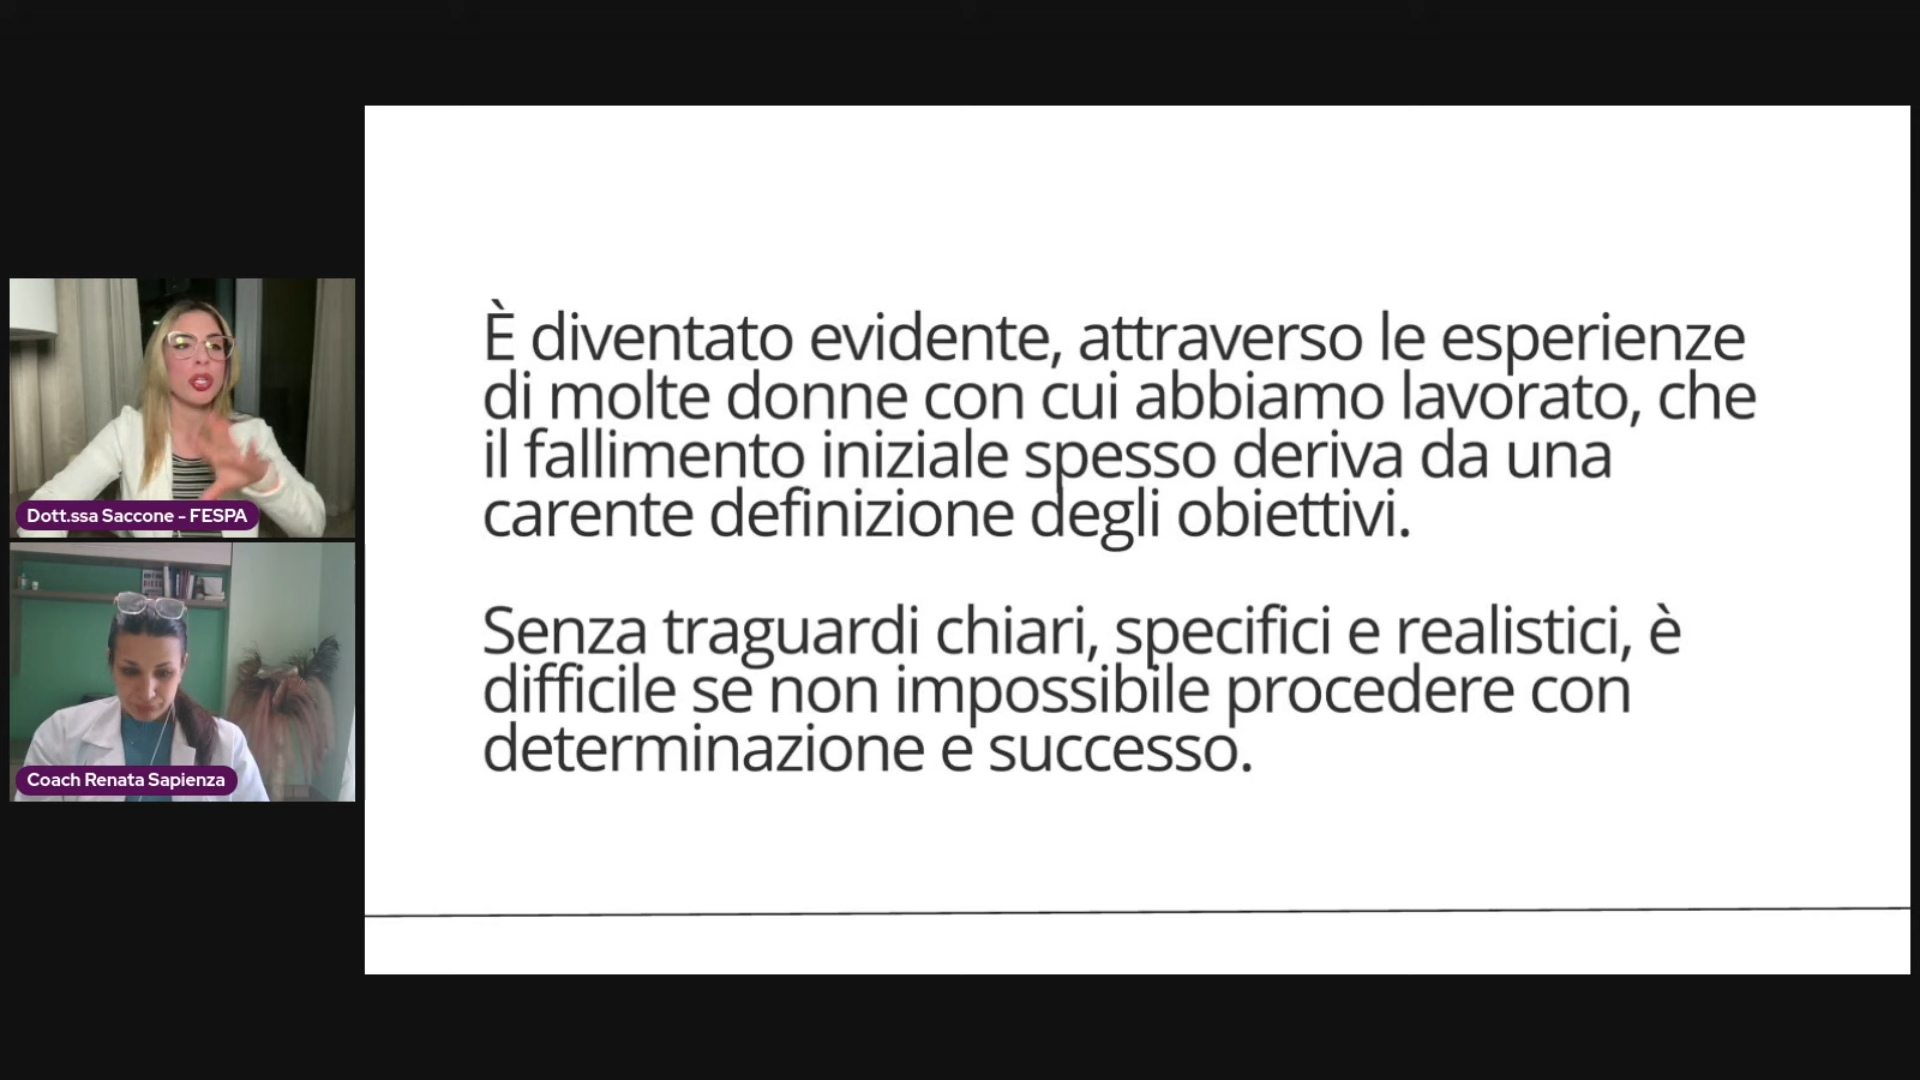 Dott.ssa Saccone - FESPA
Coach Renata Sapienza
È diventato evidente, attraverso le esperienze
di molte donne con cui abbiamo lavorato, che
il fallimento iniziale spesso deriva da una
carente definizione degli obiettivi.
Senza traguardi chiari, specifici e realistici, è
difficile se non impossibile procedere con
determinazione e successo.